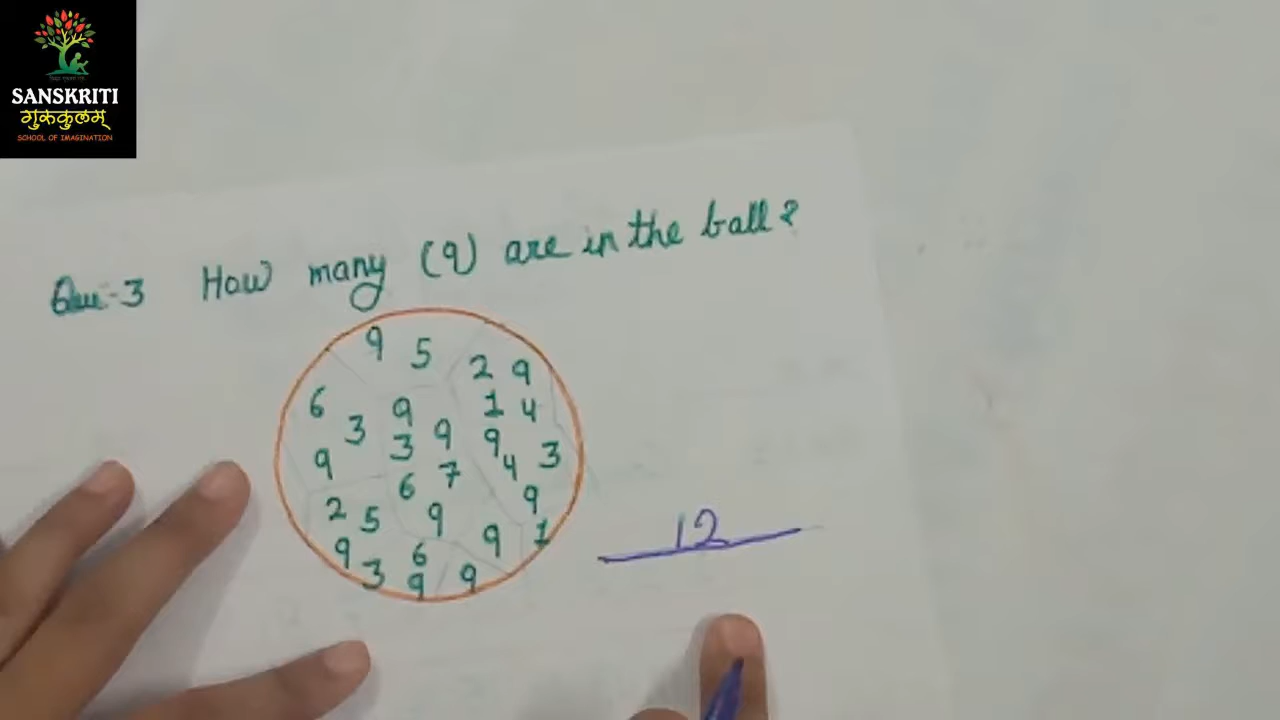 SANSKRITI
गुरुकुलम्
SCHOOL OF IMAGINATION
Que-3 How many (9) are in the ball?
9 5 2 9
6 3 9 1 4
9 3 9 9 4 3
2 5 6 7 9
9 3 6 9 9 1
9 9
12